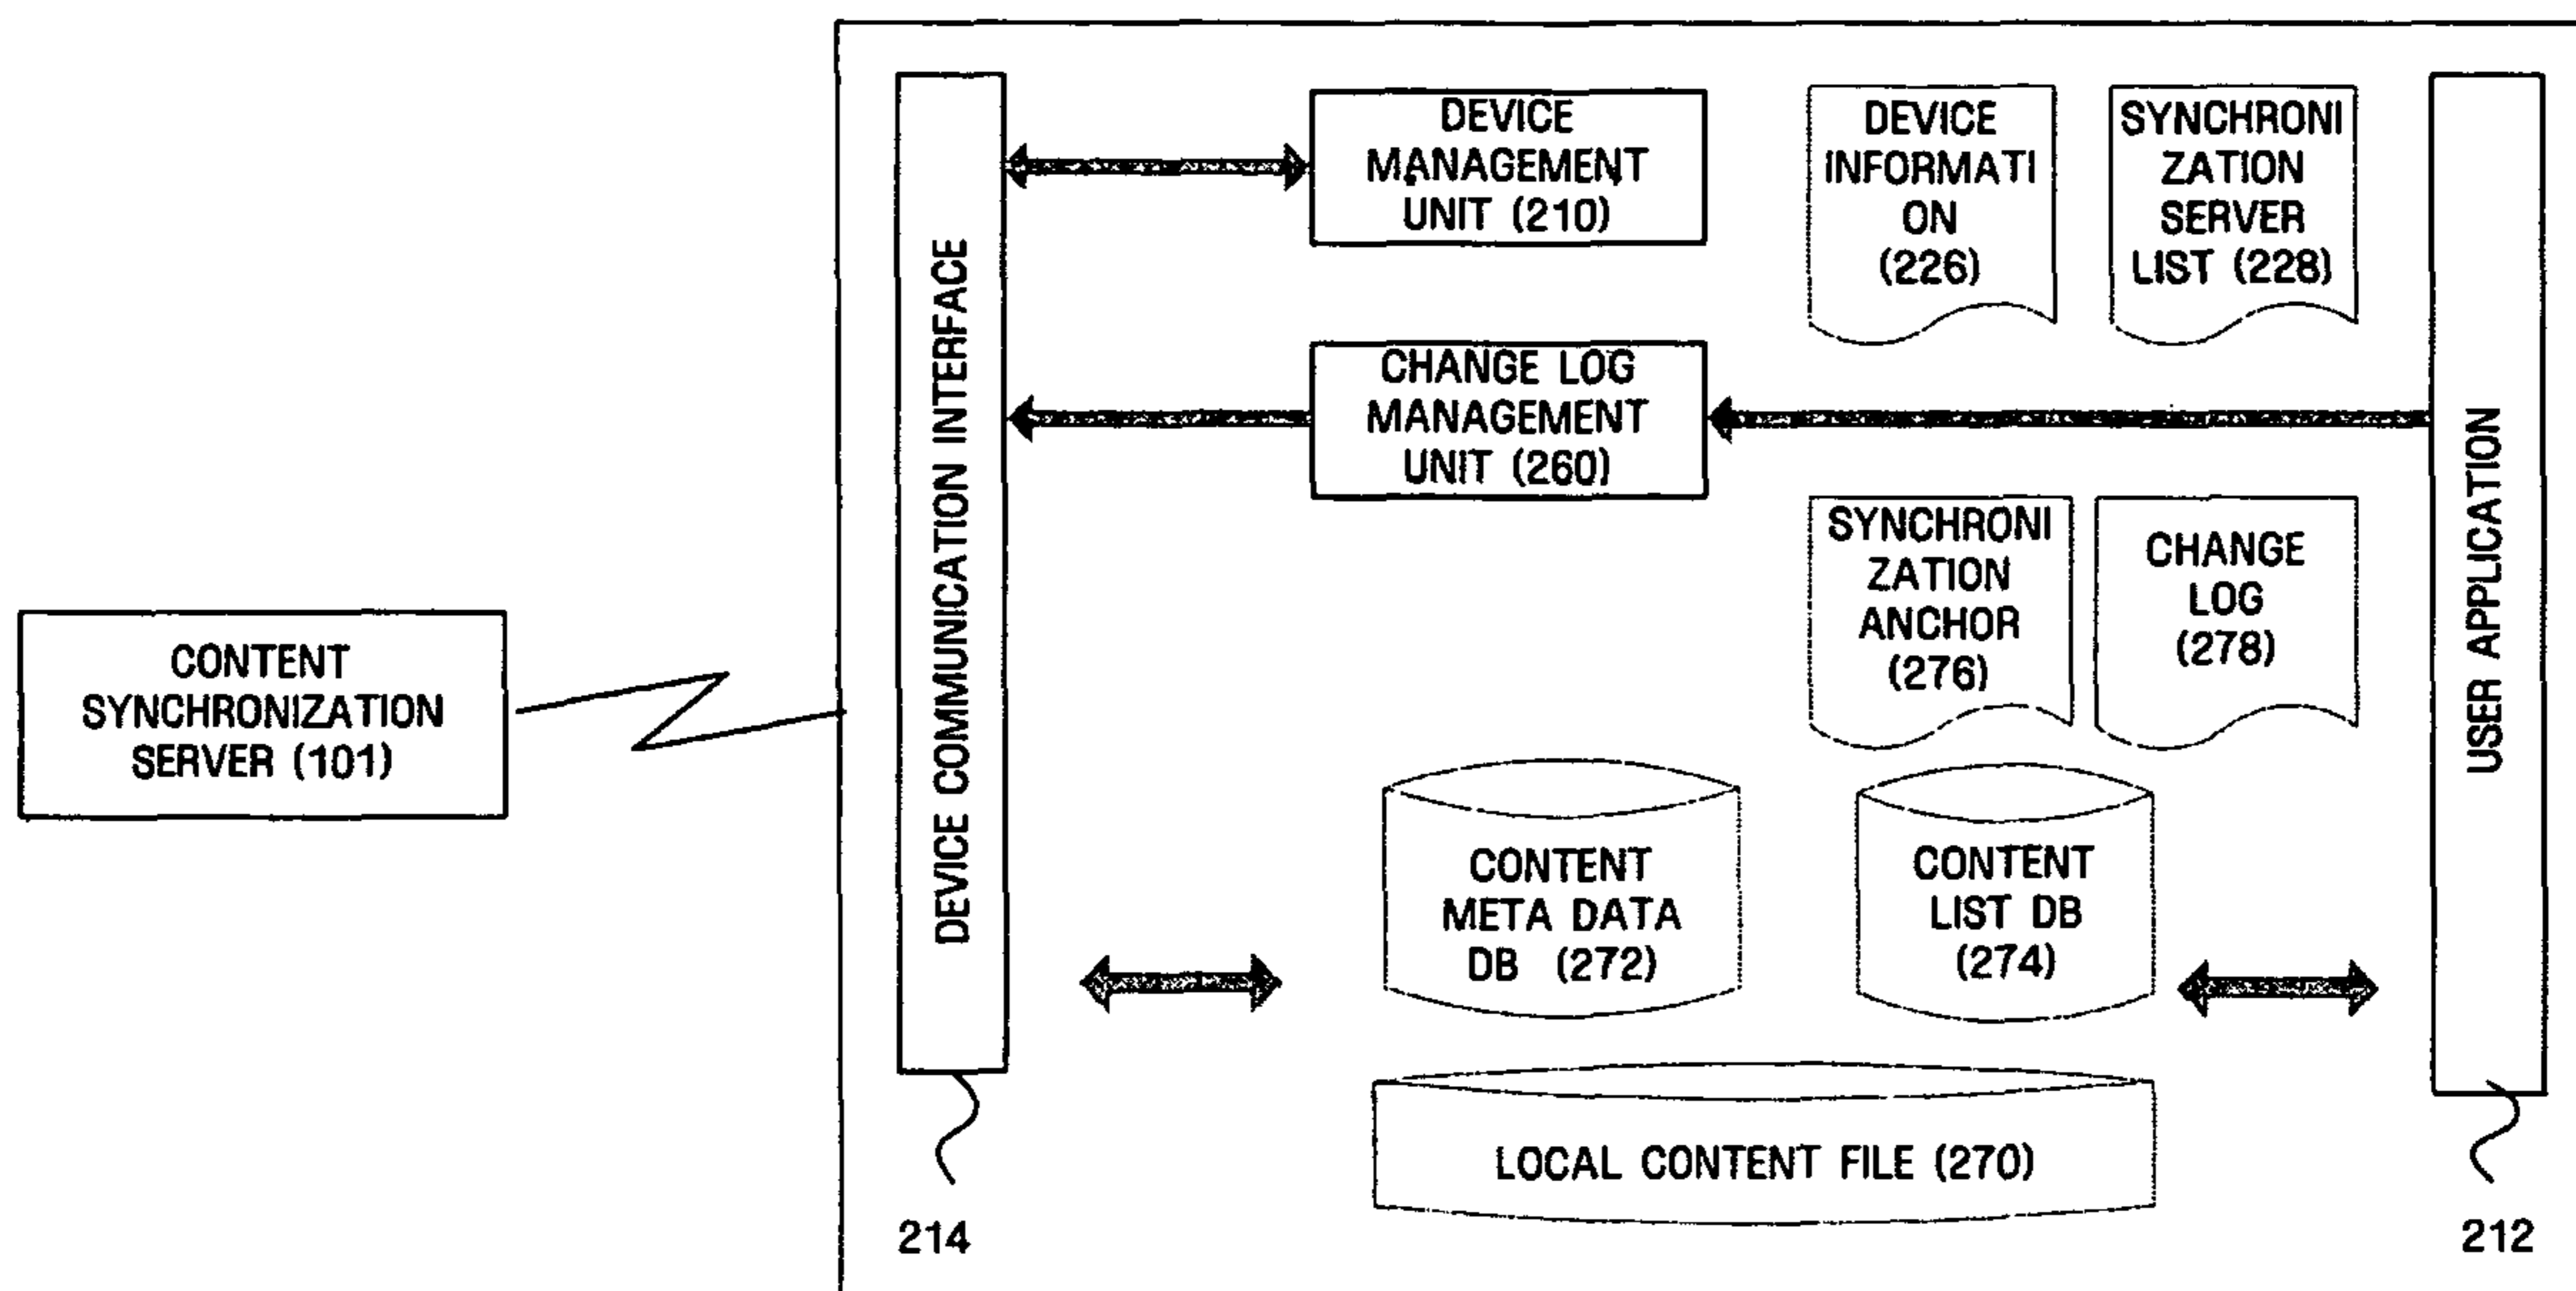 DEVICE
MANAGEMENT
UNIT (210)
DEVICE
INFORMATI
ON
(226)
SYNCHRONI
ZATION
SERVER
LIST (228)
CHANGE LOG
MANAGEMENT
UNIT (260)
SYNCHRONI
ZATION
ANCHOR
(276)
CHANGE
LOG
(278)
CONTENT
SYNCHRONIZATION
SERVER (101)
DEVICE COMMUNICATION INTERFACE
USER APPLICATION
CONTENT
META DATA
DB (272)
CONTENT
LIST DB
(274)
LOCAL CONTENT FILE (270)
214
212